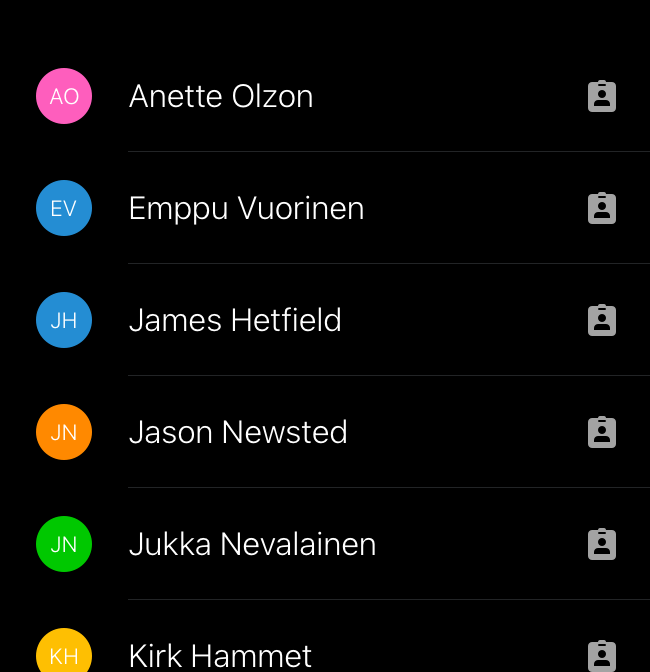 AO Anette Olzon
EV Emppu Vuorinen
JH James Hetfield
JN Jason Newsted
JN Jukka Nevalainen
KH Kirk Hammet